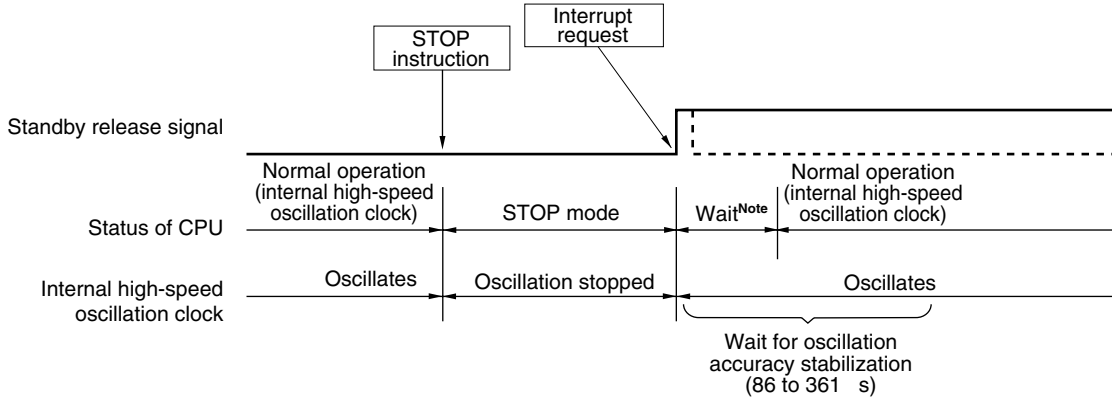 STOP
instruction
Interrupt
request
Standby release signal
Normal operation
(internal high-speed
oscillation clock)
Normal operation
(internal high-speed
oscillation clock)
Status of CPU
STOP mode
WaitNote
Internal high-speed
oscillation clock
Oscillates
Oscillation stopped
Oscillates
Wait for oscillation
accuracy stabilization
(86 to 361 s)